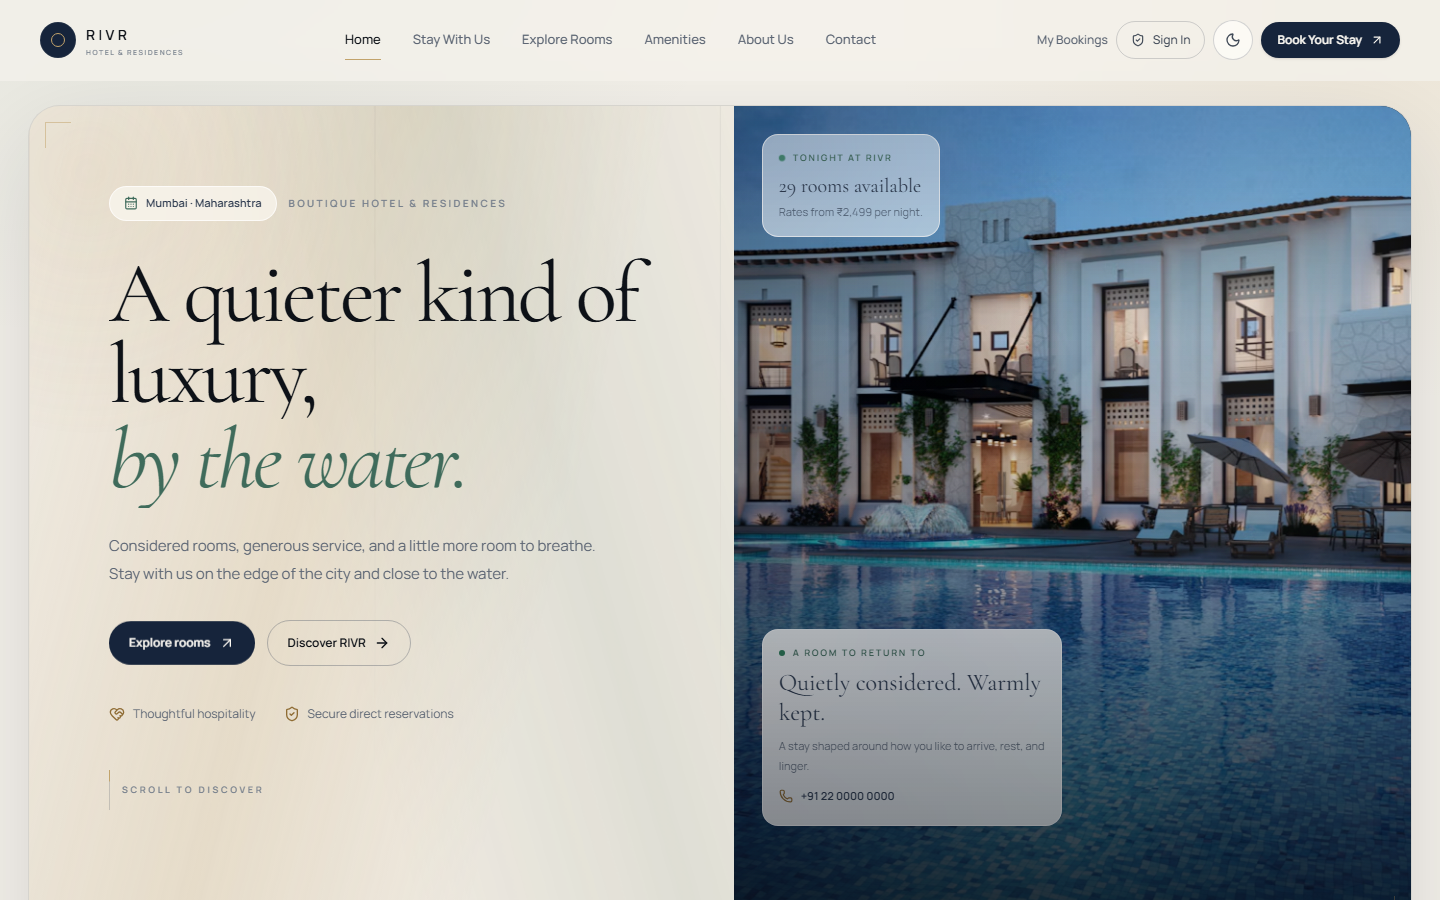 RIVR
HOTEL & RESIDENCES
Home
Stay With Us
Explore Rooms
Amenities
About Us
Contact
My Bookings
Sign In
Book Your Stay
Mumbai · Maharashtra
BOUTIQUE HOTEL & RESIDENCES
A quieter kind of
luxury,
by the water.
Considered rooms, generous service, and a little more room to breathe.
Stay with us on the edge of the city and close to the water.
Explore rooms
Discover RIVR
Thoughtful hospitality
Secure direct reservations
SCROLL TO DISCOVER
TONIGHT AT RIVR
29 rooms available
Rates from ₹2,499 per night.
A ROOM TO RETURN TO
Quietly considered. Warmly
kept.
A stay shaped around how you like to arrive, rest, and
linger.
+91 22 0000 0000